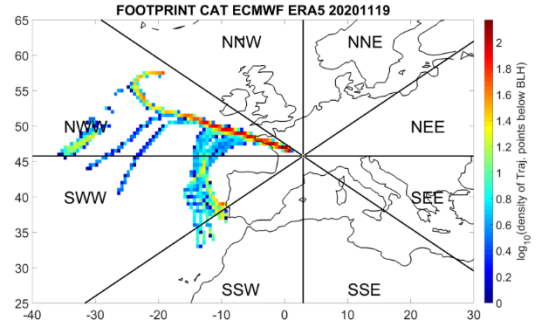 FOOTPRINT CAT ECMWF ERA5 20201119
65
60
55
50
45
40
35
30
25
-40
-30
-20
-10
0
10
20
30
NNW
NNE
NWW
NEE
SWW
SEE
SSW
SSE
2
1.8
1.6
1.4
1.2
1
0.8
0.6
0.4
0.2
0
log10(density of Traj. points below BLH)